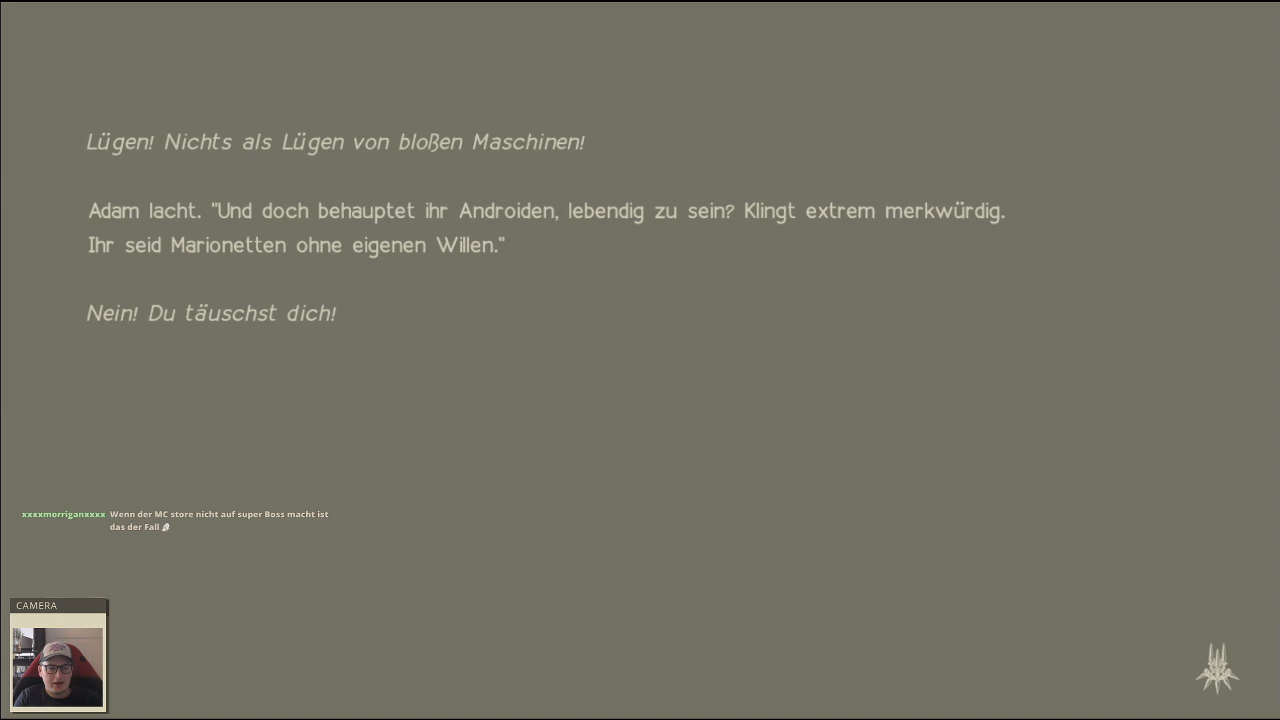 Lügen! Nichts als Lügen von bloßen Maschinen!
Adam lacht. "Und doch behauptet ihr Androiden, lebendig zu sein? Klingt extrem merkwürdig.
Ihr seid Marionetten ohne eigenen Willen."
Nein! Du täuschst dich!
xxxxmorriganxxxx Wenn der MC store nicht auf super Boss macht ist
das der Fall
CAMERA